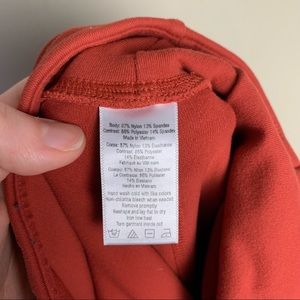 Body: 87% Nylon 13% Spandex
Contrast: 86% Polyester 14% Spandex
Made in Vietnam
Corps: 87% Nylon 13% Elasthanne
Contraste: 86% Polyester
14% Elasthanne
Fabriqué au Viêt nam
Cuerpo: 87% Nylon 13% Elastano
La Contraste: 86% Poliéster
14% Elastano
Hecho en Vietnam
Hand wash cold with like colors
Non-chlorine bleach when needed
Remove promptly
Reshape and lay flat to dry
Iron low heat
Turn garment inside out